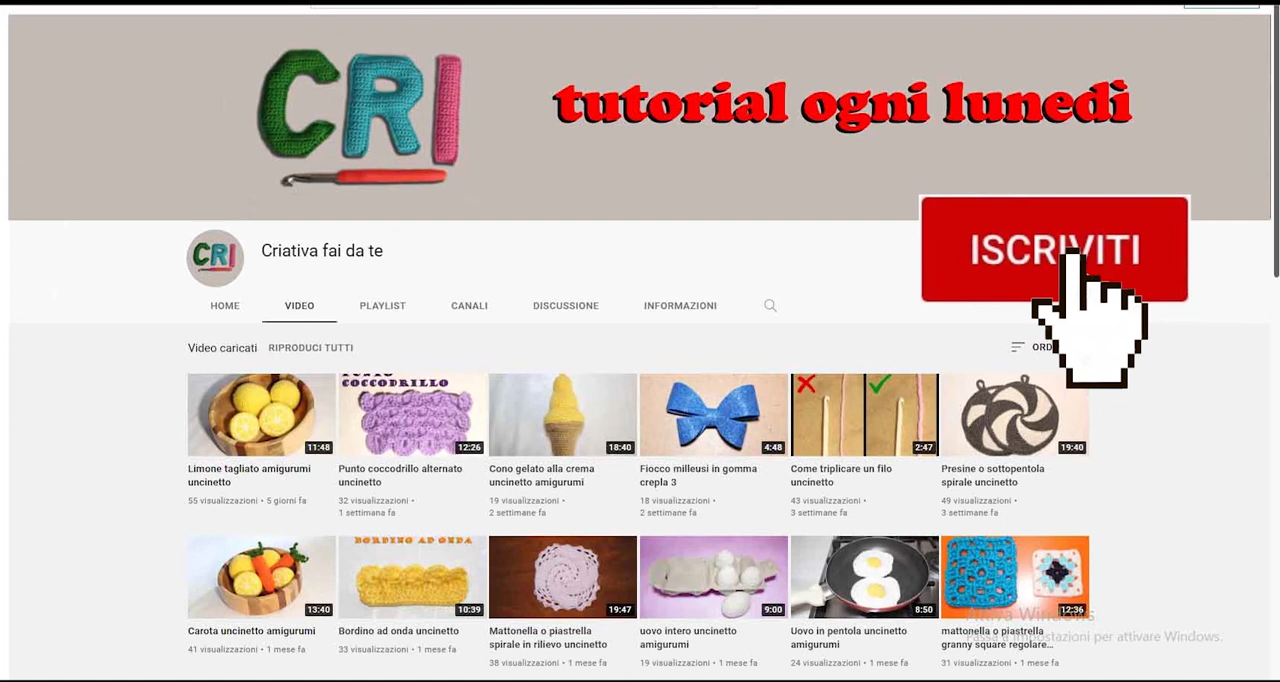 CRI
tutorial ogni lunedì
ISCRIVITI
CRI
Criativa fai da te
HOME
VIDEO
PLAYLIST
CANALI
DISCUSSIONE
INFORMAZIONI
Video caricati
RIPRODUCI TUTTI
COCCODRILLO
11:48
12:26
18:40
4:48
2:47
19:40
Limone tagliato amigurumi
uncinetto
55 visualizzazioni • 5 giorni fa
Punto coccodrillo alternato
uncinetto
32 visualizzazioni •
1 settimana fa
Cono gelato alla crema
uncinetto amigurumi
19 visualizzazioni •
2 settimane fa
Fiocco milleusi in gomma
crepla 3
18 visualizzazioni •
2 settimane fa
Come triplicare un filo
uncinetto
43 visualizzazioni •
3 settimane fa
Presine o sottopentola
spirale uncinetto
49 visualizzazioni •
3 settimane fa
BORDINO AD ONDA
13:40
10:39
19:47
9:00
8:50
12:36
Carota uncinetto amigurumi
41 visualizzazioni • 1 mese fa
Bordino ad onda uncinetto
33 visualizzazioni • 1 mese fa
Mattonella o piastrella
spirale in rilievo uncinetto
38 visualizzazioni • 1 mese fa
uovo intero uncinetto
amigurumi
19 visualizzazioni • 1 mese fa
Uovo in pentola uncinetto
amigurumi
24 visualizzazioni • 1 mese fa
mattonella o piastrella
granny square regolare...
31 visualizzazioni • 1 mese fa
Attiva Windows
Passa a Impostazioni per attivare Windows.